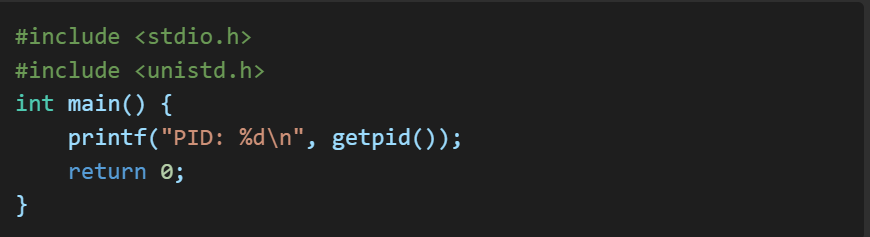 #include <stdio.h>
#include <unistd.h>
int main() {
    printf("PID: %d\n", getpid());
    return 0;
}